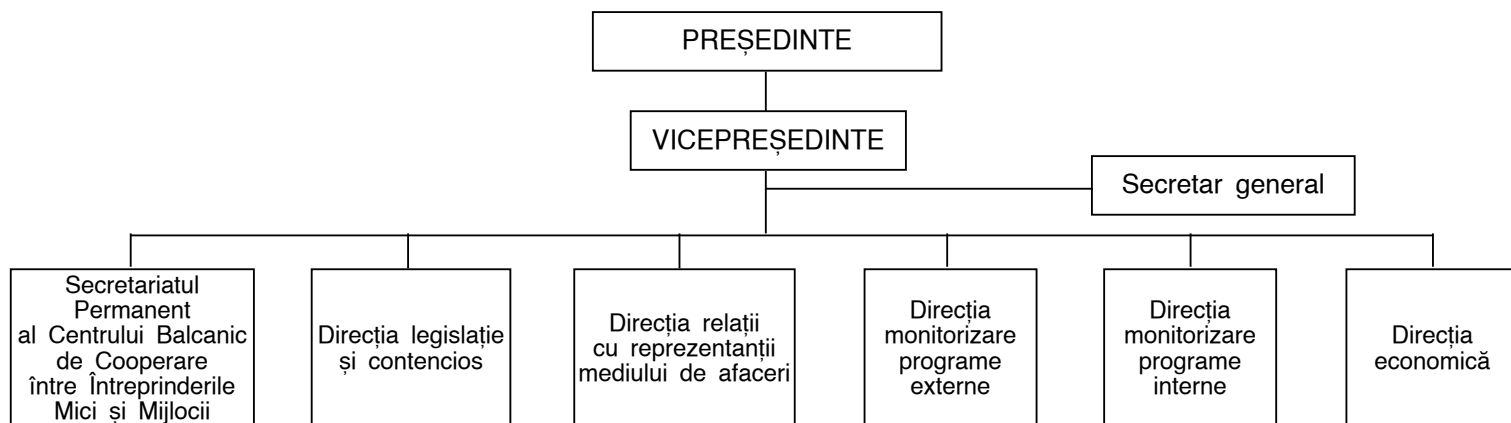 PREȘEDINTE
VICEPREȘEDINTE
Secretar general
Secretariatul
Permanent
al Centrului Balcanic
de Cooperare
între Întreprinderile
Mici și Mijlocii
Direcția legislație
și contencios
Direcția relații
cu reprezentanții
mediului de afaceri
Direcția
monitorizare
programe
externe
Direcția
monitorizare
programe
interne
Direcția
economică